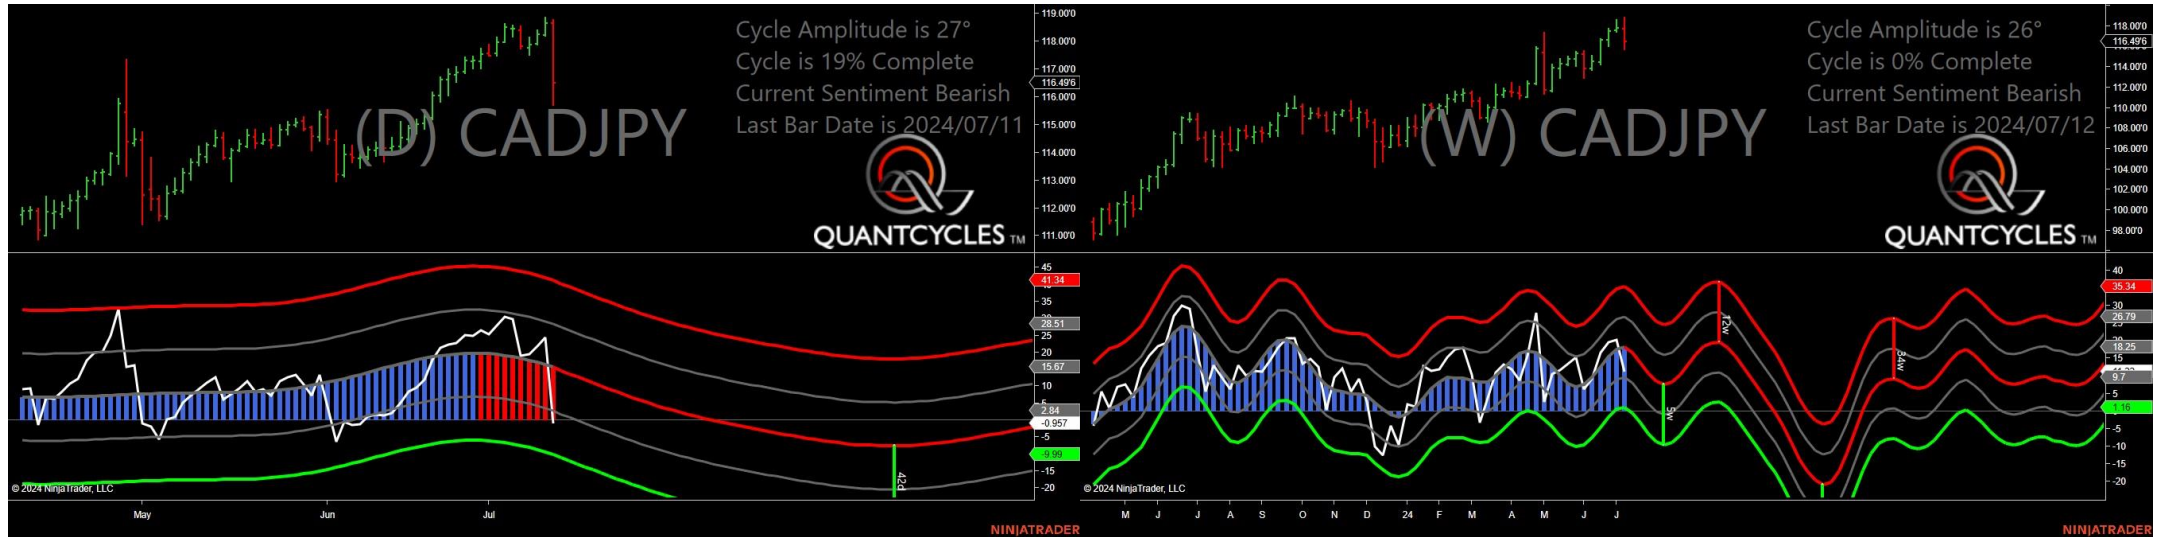 Cycle Amplitude is 27°
Cycle is 19% Complete
Current Sentiment Bearish
Last Bar Date is 2024/07/11
(D) CADJPY
QUANTCYCLES TM
119.00'0
118.00'0
117.00'0
116.49'6
116.00'0
115.00'0
114.00'0
113.00'0
112.00'0
111.00'0
45
41.34
35
28.51
25
20
15.67
10
2.84
-0.957
-5
-9.99
-15
-20
42d
© 2024 NinjaTrader, LLC
May Jun Jul
NINJATRADER
Cycle Amplitude is 26°
Cycle is 0% Complete
Current Sentiment Bearish
Last Bar Date is 2024/07/12
(W) CADJPY
QUANTCYCLES TM
118.00'0
116.49'6
114.00'0
112.00'0
110.00'0
108.00'0
106.00'0
104.00'0
102.00'0
100.00'0
98.00'0
40
35.34
30
26.79
20
18.25
15
9.7
5
1.16
-5
-10
-15
-20
12w
34w
5w
© 2024 NinjaTrader, LLC
M J J A S O N D 24 F M A M J J
NINJATRADER